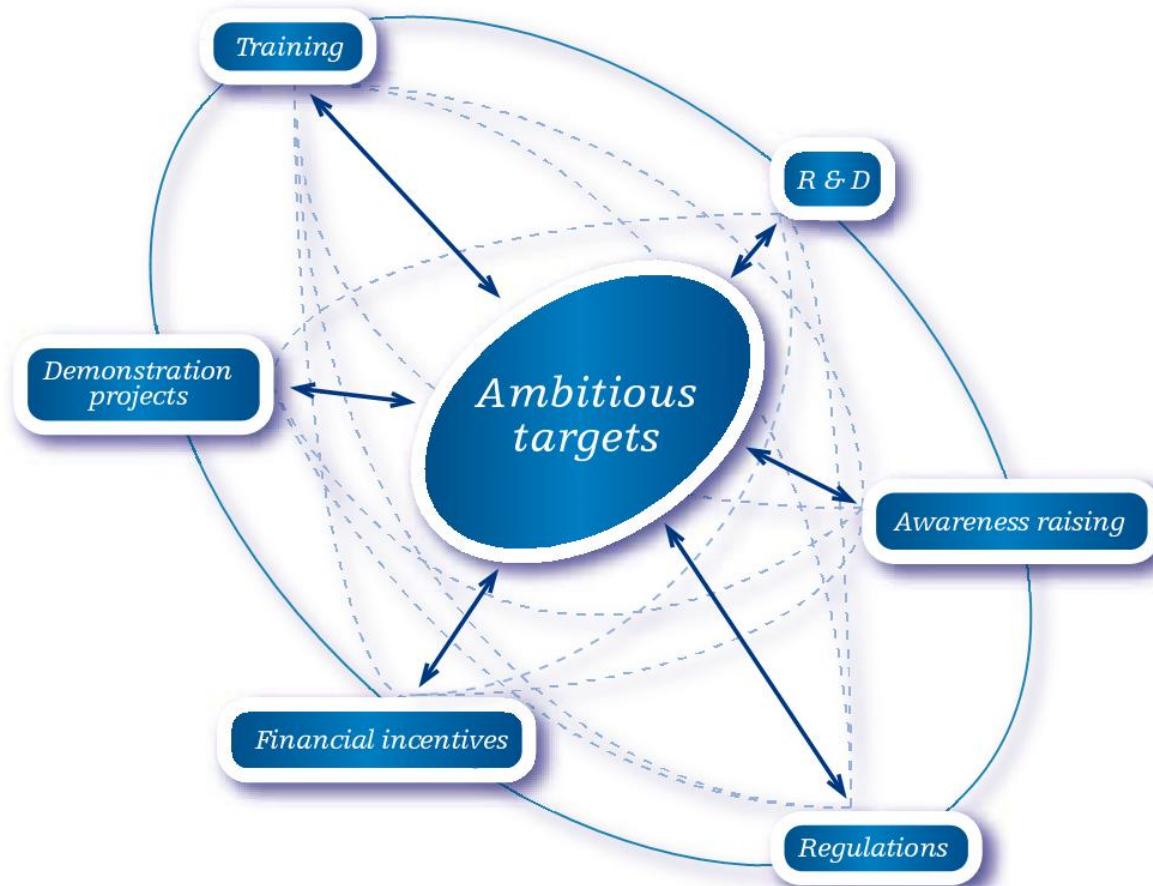 Training
R & D
Demonstration
projects
Ambitious
targets
Awareness raising
Financial incentives
Regulations